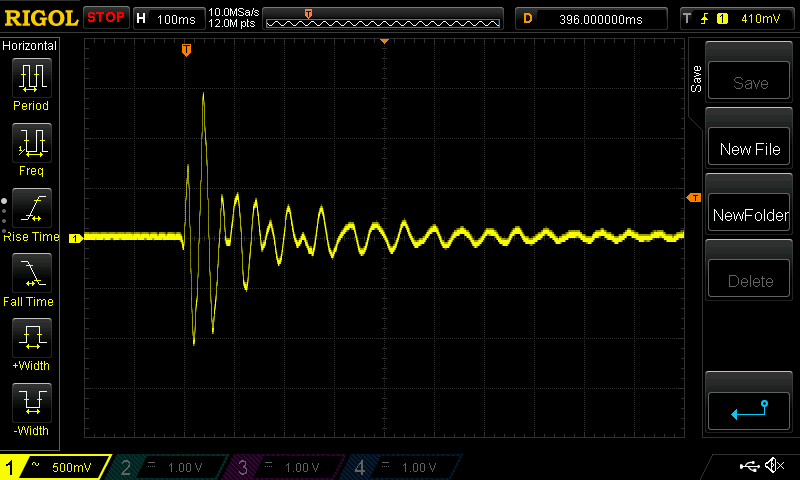 RIGOL STOP H 100ms 10.0MSa/s 12.0M pts T D 396.000000ms T 1 410mV
Horizontal
Period
Freq
Rise Time
Fall Time
+Width
-Width
T
T
1
Save
Save
New File
NewFolder
Delete
1 ~ 500mV 2 1.00 V 3 1.00 V 4 1.00 V